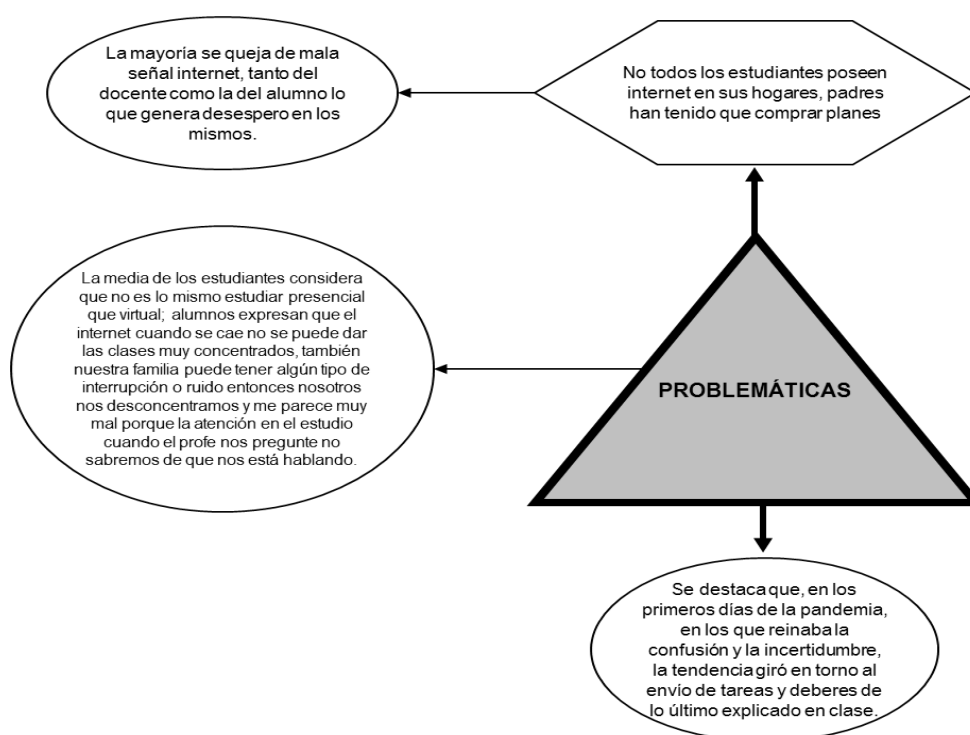 La mayoría se queja de mala
señal internet, tanto del
docente como la del alumno lo
que genera desespero en los
mismos.
No todos los estudiantes poseen
internet en sus hogares, padres
han tenido que comprar planes
La media de los estudiantes considera
que no es lo mismo estudiar presencial
que virtual; alumnos expresan que el
internet cuando se cae no se puede dar
las clases muy concentrados, también
nuestra familia puede tener algún tipo de
interrupción o ruido entonces nosotros
nos desconcentramos y me parece muy
mal porque la atención en el estudio
cuando el profe nos pregunte no
sabremos de que nos está hablando.
PROBLEMÁTICAS
Se destaca que, en los
primeros días de la pandemia,
en los que reinaba la
confusión y la incertidumbre,
la tendencia giró en torno al
envío de tareas y deberes de
lo último explicado en clase.